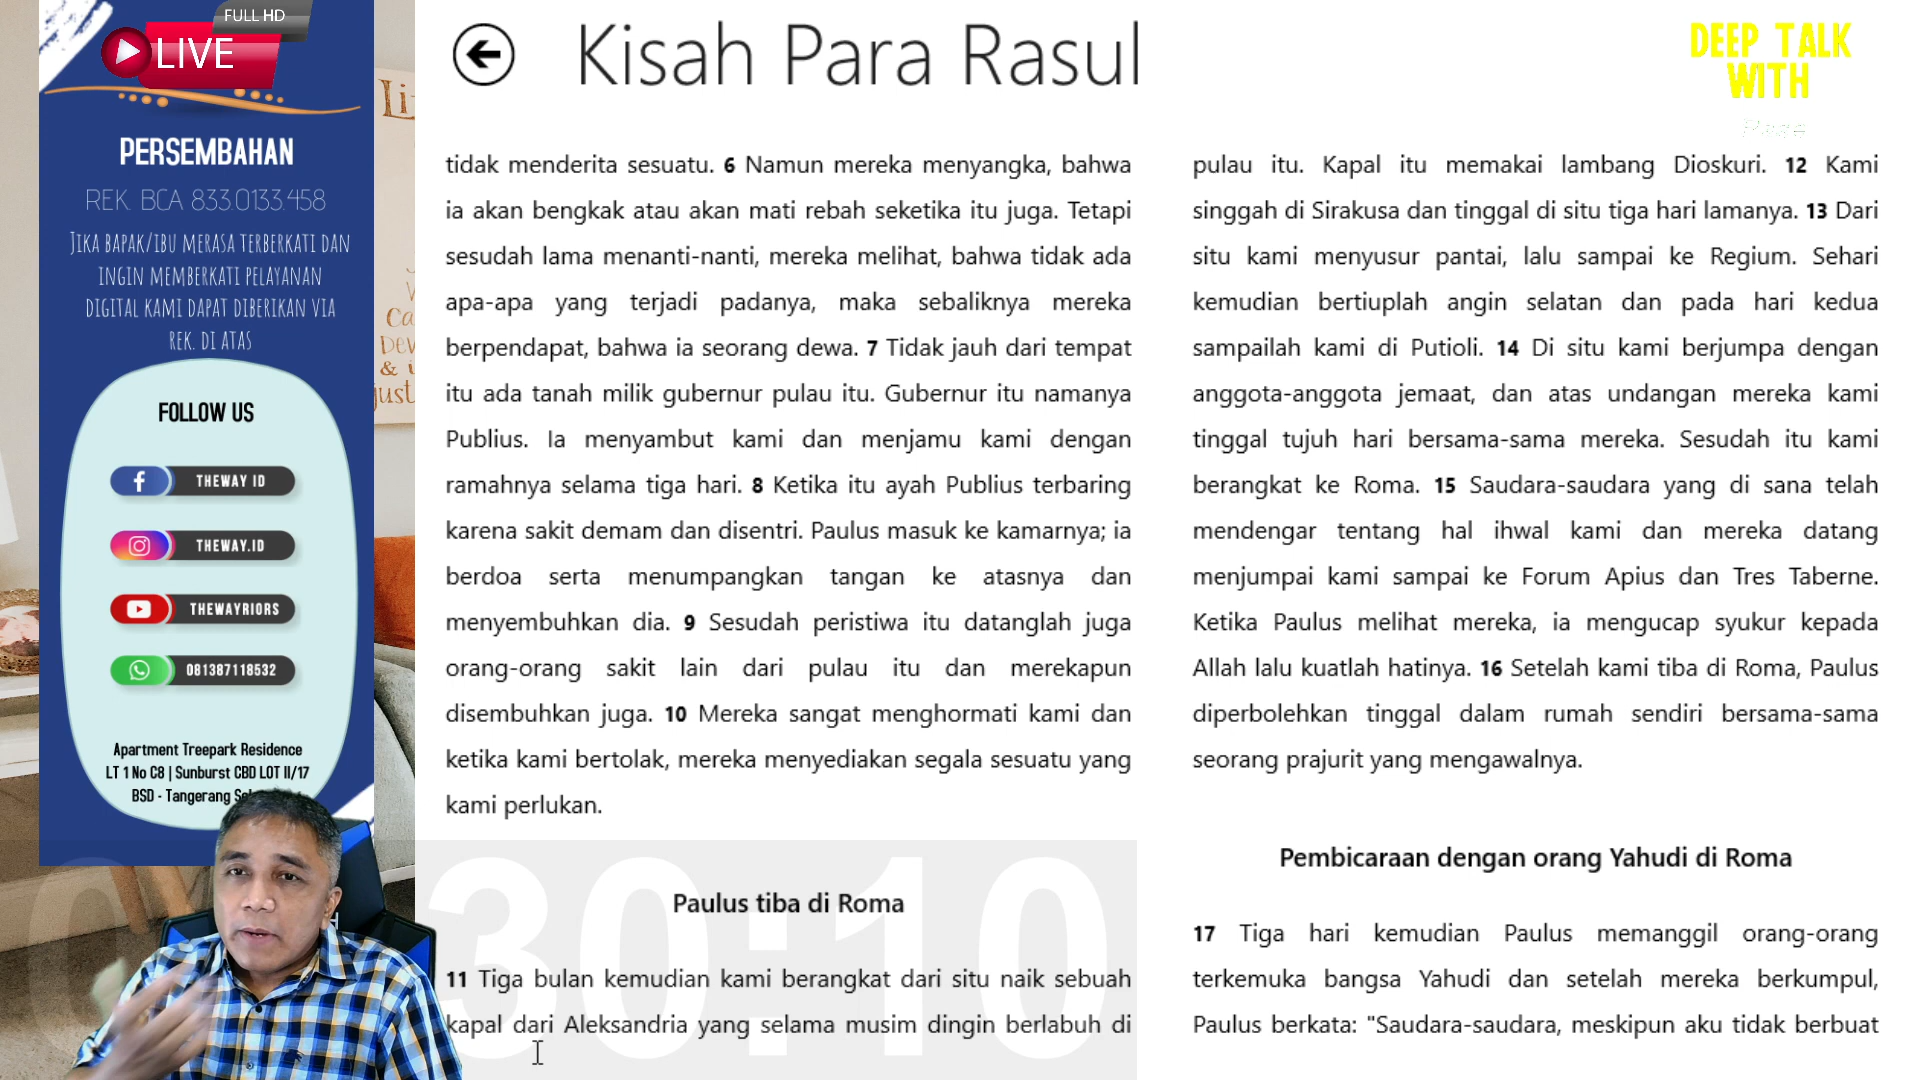 FULL HD
LIVE
PERSEMBAHAN
REK. BCA 833.0133.458
JIKA BAPAK/IBU MERASA TERBERKATI DAN
INGIN MEMBERKATI PELAYANAN
DIGITAL KAMI DAPAT DIBERIKAN VIA
REK. DI ATAS
FOLLOW US
THEWAY ID
THEWAY.ID
THEWAYRIORS
081387118532
Apartment Treepark Residence
LT 1 No C8 | Sunburst CBD LOT II/17
BSD - Tangerang
Kisah Para Rasul
tidak menderita sesuatu. 6 Namun mereka menyangka, bahwa
ia akan bengkak atau akan mati rebah seketika itu juga. Tetapi
sesudah lama menanti-nanti, mereka melihat, bahwa tidak ada
apa-apa yang terjadi padanya, maka sebaliknya mereka
berpendapat, bahwa ia seorang dewa. 7 Tidak jauh dari tempat
itu ada tanah milik gubernur pulau itu. Gubernur itu namanya
Publius. Ia menyambut kami dan menjamu kami dengan
ramahnya selama tiga hari. 8 Ketika itu ayah Publius terbaring
karena sakit demam dan disentri. Paulus masuk ke kamarnya; ia
berdoa serta menumpangkan tangan ke atasnya dan
menyembuhkan dia. 9 Sesudah peristiwa itu datanglah juga
orang-orang sakit lain dari pulau itu dan merekapun
disembuhkan juga. 10 Mereka sangat menghormati kami dan
ketika kami bertolak, mereka menyediakan segala sesuatu yang
kami perlukan.
Paulus tiba di Roma
11 Tiga bulan kemudian kami berangkat dari situ naik sebuah
kapal dari Aleksandria yang selama musim dingin berlabuh di
30:10
DEEP TALK
WITH
pulau itu. Kapal itu memakai lambang Dioskuri. 12 Kami
singgah di Sirakusa dan tinggal di situ tiga hari lamanya. 13 Dari
situ kami menyusur pantai, lalu sampai ke Regium. Sehari
kemudian bertiuplah angin selatan dan pada hari kedua
sampailah kami di Putioli. 14 Di situ kami berjumpa dengan
anggota-anggota jemaat, dan atas undangan mereka kami
tinggal tujuh hari bersama-sama mereka. Sesudah itu kami
berangkat ke Roma. 15 Saudara-saudara yang di sana telah
mendengar tentang hal ihwal kami dan mereka datang
menjumpai kami sampai ke Forum Apius dan Tres Taberne.
Ketika Paulus melihat mereka, ia mengucap syukur kepada
Allah lalu kuatlah hatinya. 16 Setelah kami tiba di Roma, Paulus
diperbolehkan tinggal dalam rumah sendiri bersama-sama
seorang prajurit yang mengawalnya.
Pembicaraan dengan orang Yahudi di Roma
17 Tiga hari kemudian Paulus memanggil orang-orang
terkemuka bangsa Yahudi dan setelah mereka berkumpul,
Paulus berkata: "Saudara-saudara, meskipun aku tidak berbuat